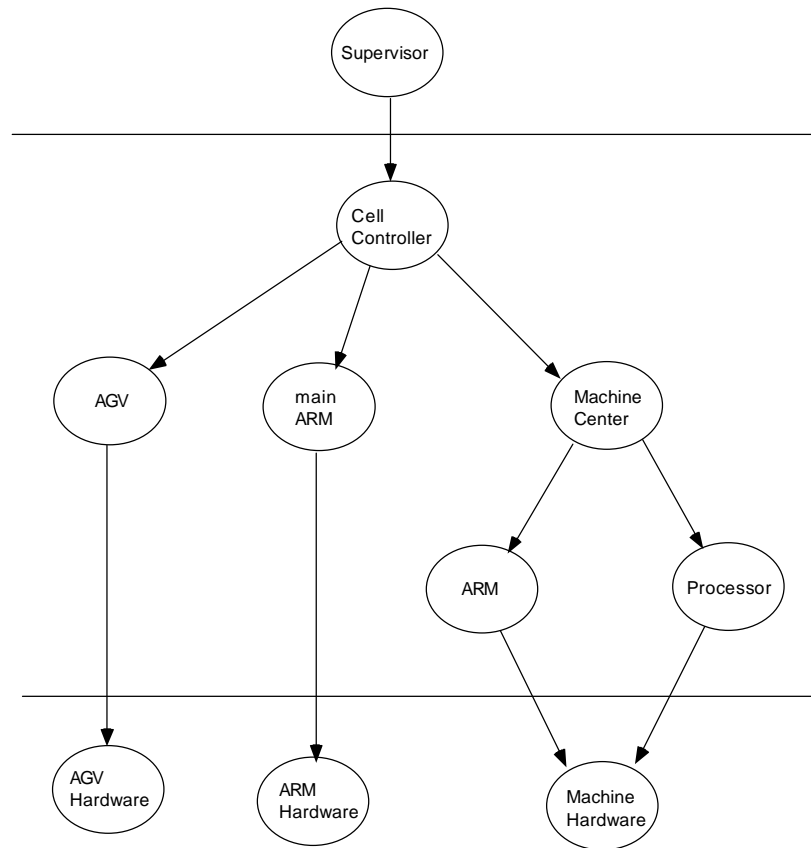 Supervisor
Cell
Controller
AGV
main
ARM
Machine
Center
ARM
Processor
AGV
Hardware
ARM
Hardware
Machine
Hardware